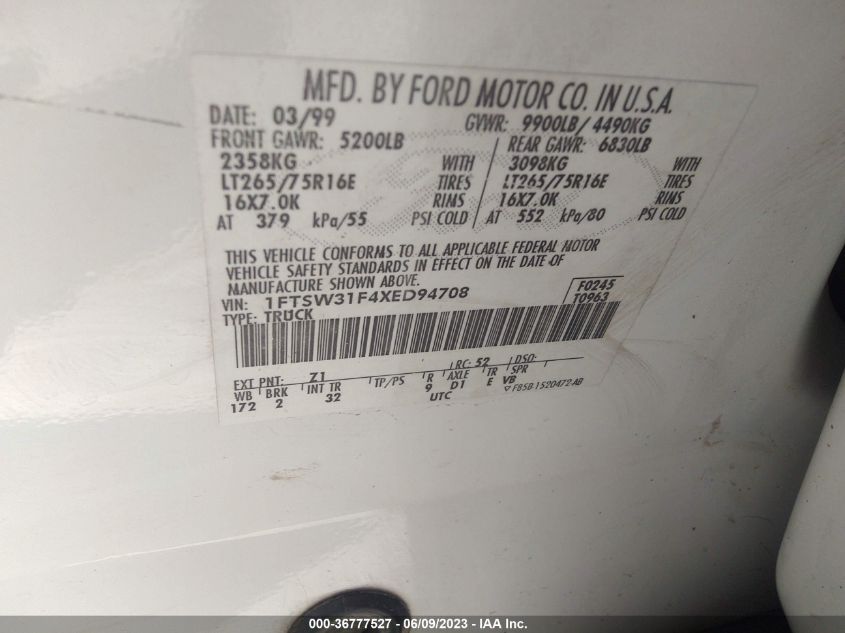 MFD. BY FORD MOTOR CO. IN U.S.A.
DATE: 03/99 GVWR: 9900LB/ 4490KG
FRONT GAWR: 5200LB REAR GAWR: 6830LB
2358KG WITH 3098KG WITH
LT265/75R16E TIRES LT265/75R16E TIRES
16X7.0K RIMS 16X7.0K RIMS
AT 379 kPa/55 PSI COLD AT 552 kPa/80 PSI COLD
THIS VEHICLE CONFORMS TO ALL APPLICABLE FEDERAL MOTOR
VEHICLE SAFETY STANDARDS IN EFFECT ON THE DATE OF
MANUFACTURE SHOWN ABOVE.
VIN: 1FTSW31F4XED94708 F0245
TYPE: TRUCK T0963
EXT PNT: Z1 RC: 52 DSO:
WB BRK INT TR TP/PS R AXLE TR SPR
172 2 32 9 D1 E VB
UTC F85B 1520472 AB
000-36777527 - 06/09/2023 - IAA Inc.